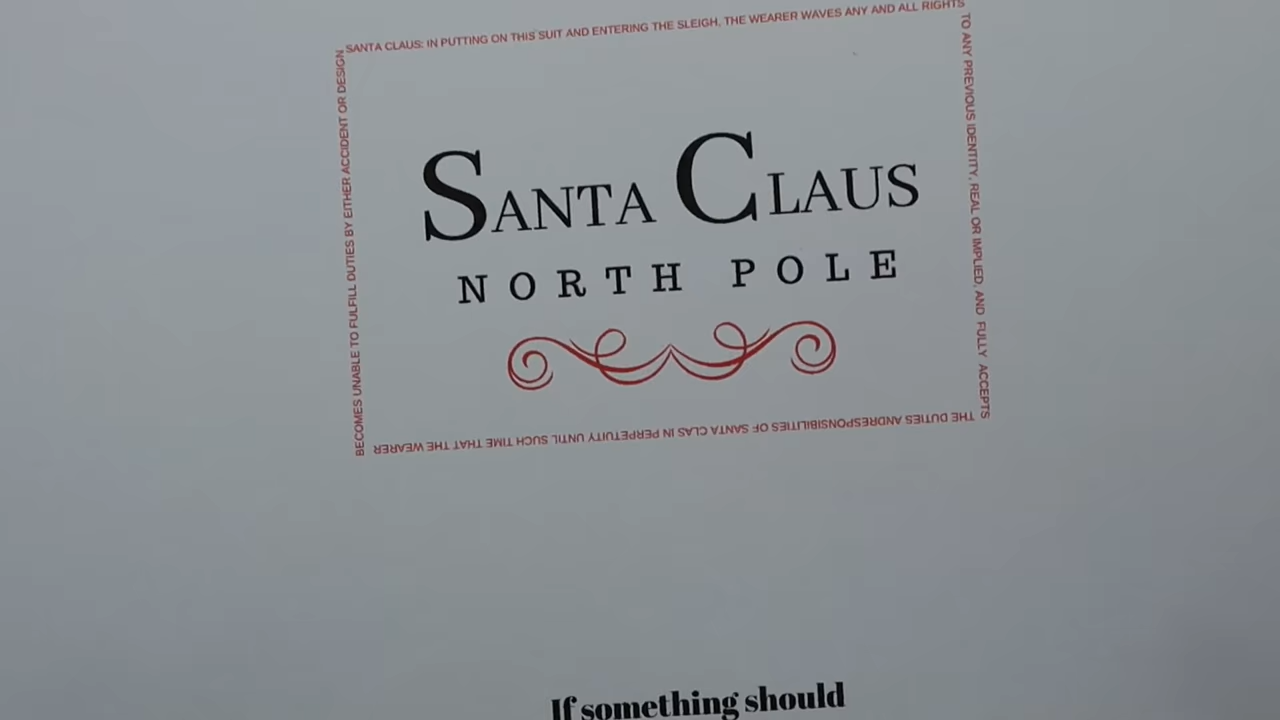 SANTA CLAUS: IN PUTTING ON THIS SUIT AND ENTERING THE SLEIGH, THE WEARER WAVES ANY AND ALL RIGHTS
TO ANY PREVIOUS IDENTITY, REAL OR IMPLIED, AND FULLY ACCEPTS
THE DUTIES ANDRESPONSIBILITIES OF SANTA CLAS IN PERPETUITY UNTIL SUCH TIME THAT THE WEARER
BECOMES UNABLE TO FULFILL DUTIES BY EITHER ACCIDENT OR DESIGN
SANTA CLAUS
NORTH POLE
If something should